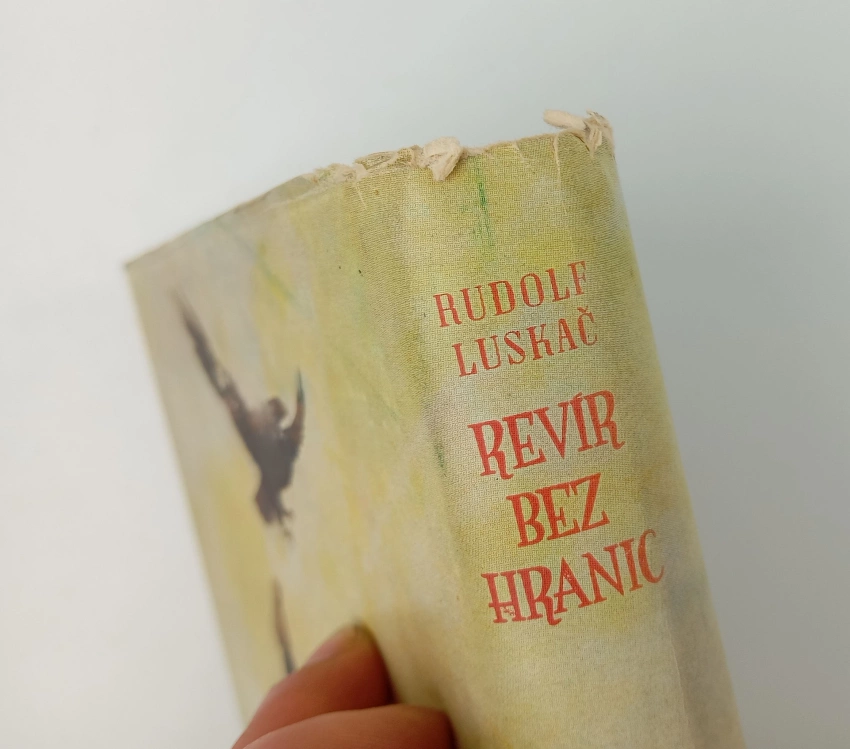 RUDOLF
LUSKAČ
REVÍR
BEZ
HRANIC